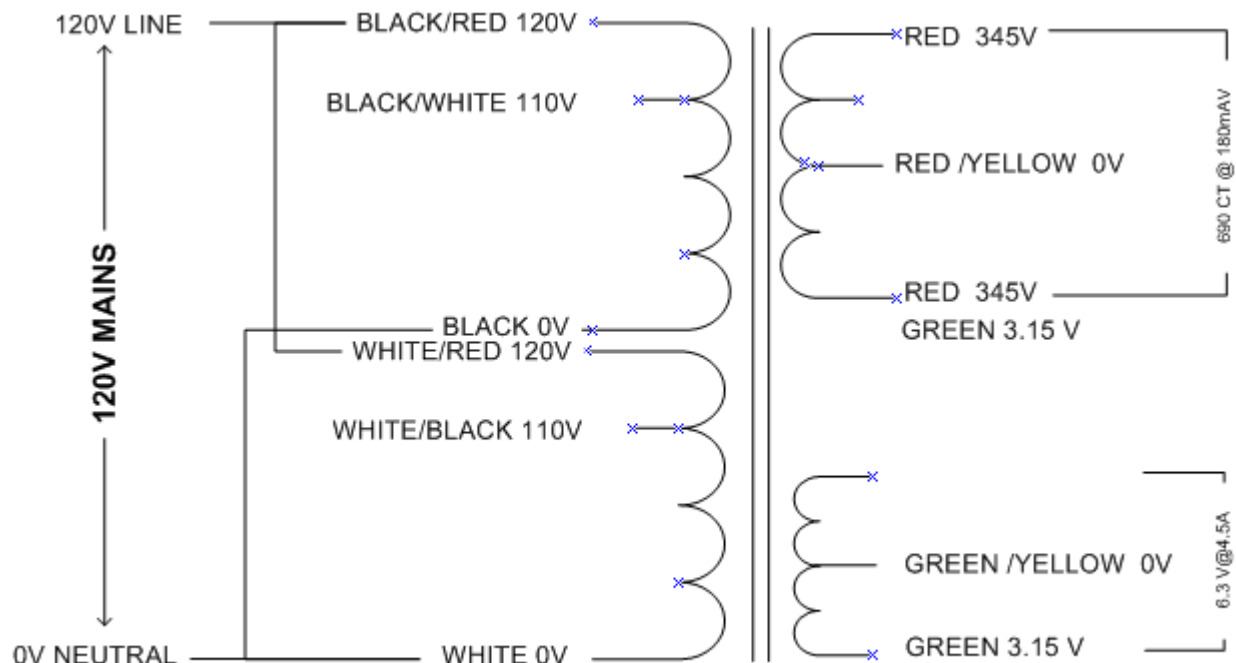 120V LINE
BLACK/RED 120V
BLACK/WHITE 110V
BLACK 0V
WHITE/RED 120V
WHITE/BLACK 110V
WHITE 0V
120V MAINS
0V NEUTRAL
RED 345V
RED /YELLOW 0V
RED 345V
690 CT @ 180mAV
GREEN 3.15 V
GREEN /YELLOW 0V
GREEN 3.15 V
6.3 V@4.5A